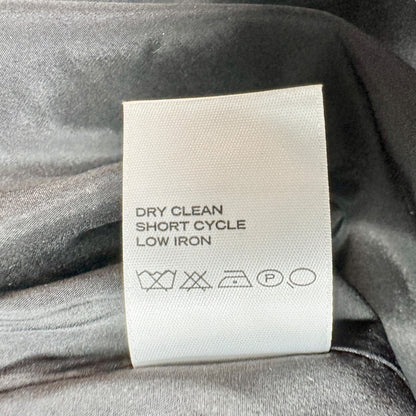 DRY CLEAN
SHORT CYCLE
LOW IRON
P